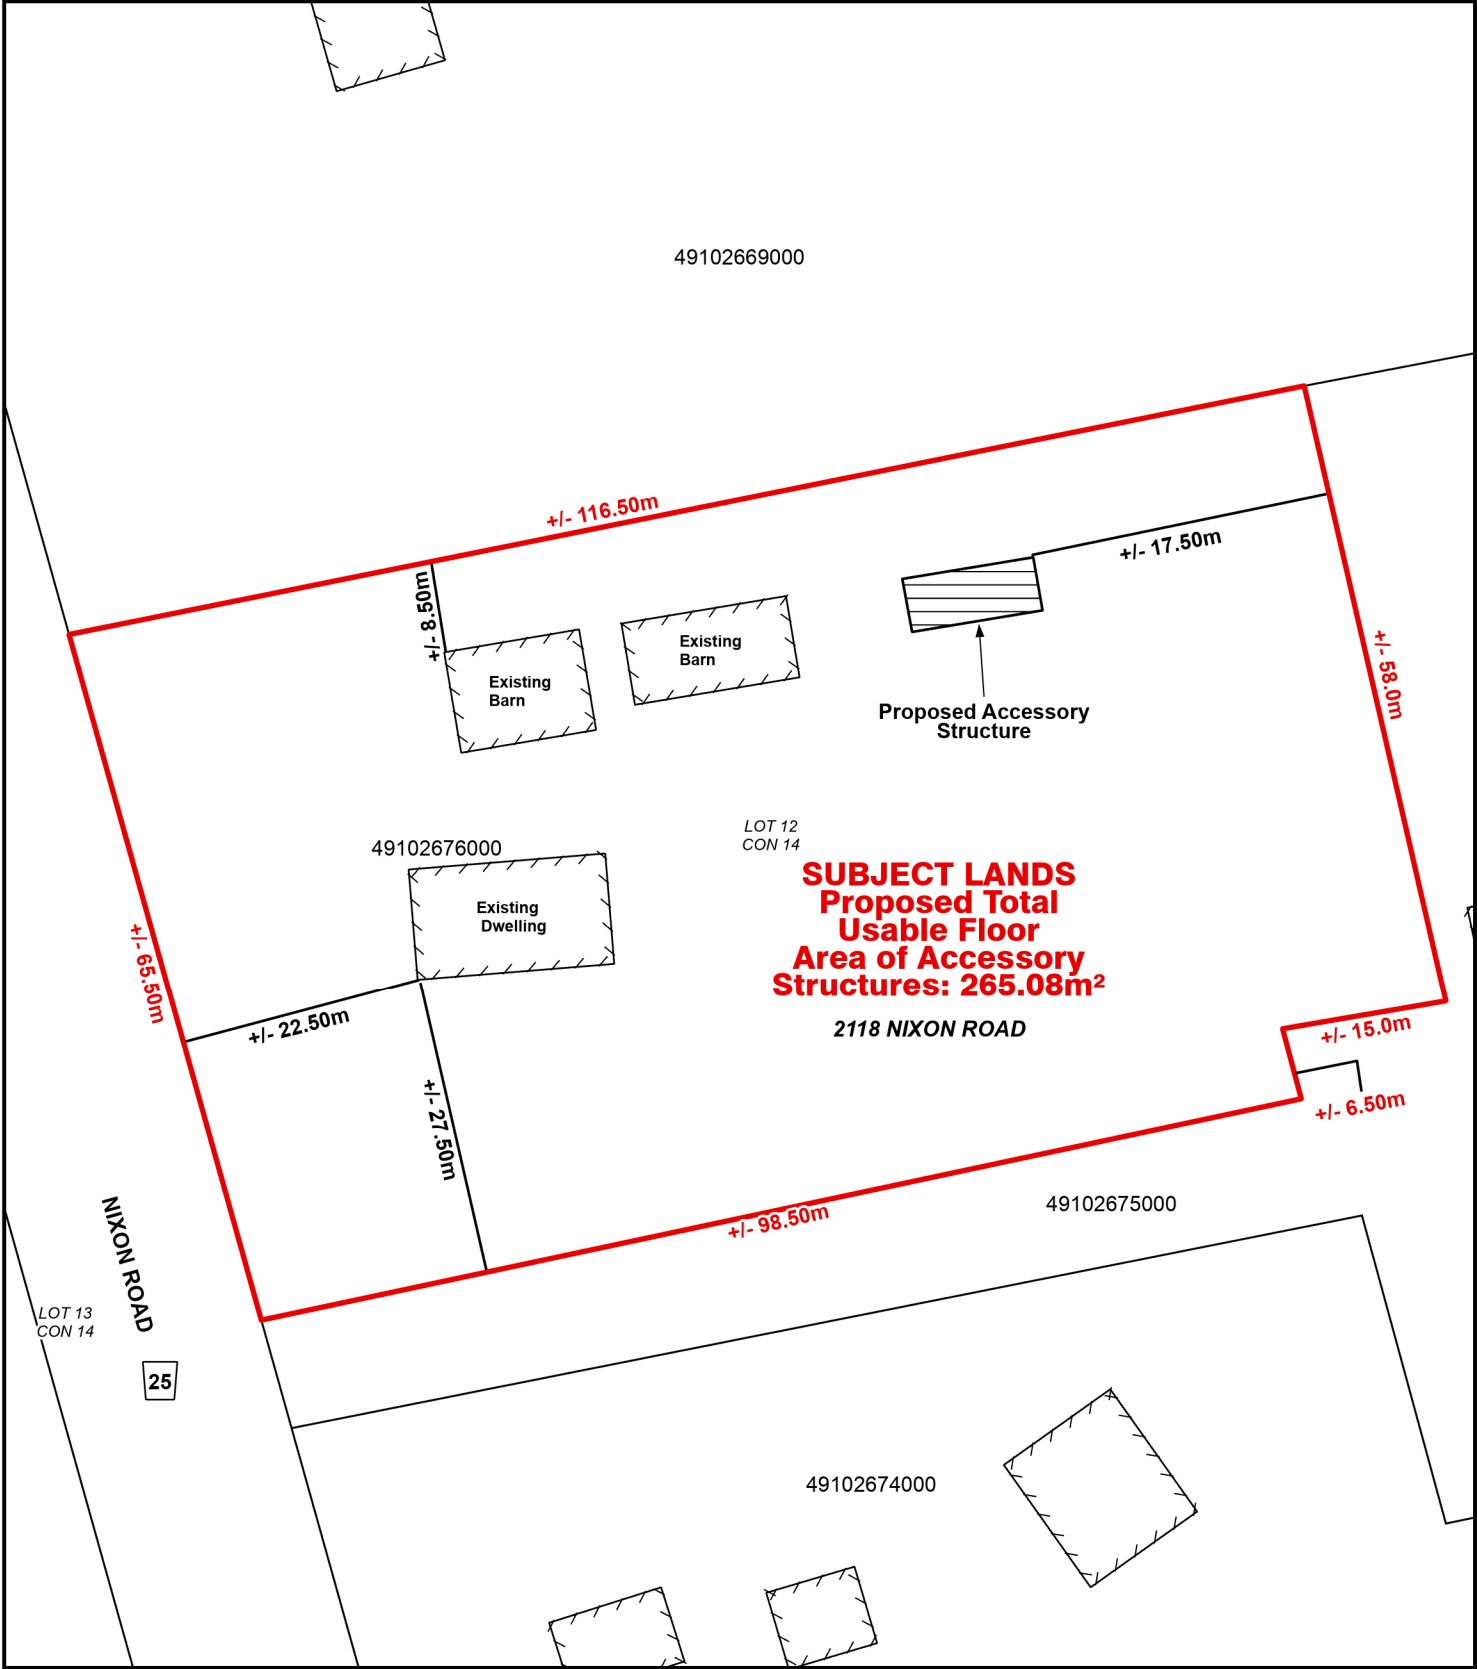 49102669000
+/- 116.50m
+/- 8.50m
+/- 17.50m
Existing
Barn
Existing
Barn
+/- 58.0m
Proposed Accessory
Structure
LOT 12
CON 14
49102676000
SUBJECT LANDS
Proposed Total
Usable Floor
Area of Accessory
Structures: 265.08m²
2118 NIXON ROAD
Existing
Dwelling
+/- 65.50m
+/- 22.50m
+/- 27.50m
+/- 15.0m
+/- 6.50m
+/- 98.50m
49102675000
NIXON ROAD
LOT 13
CON 14
25
49102674000